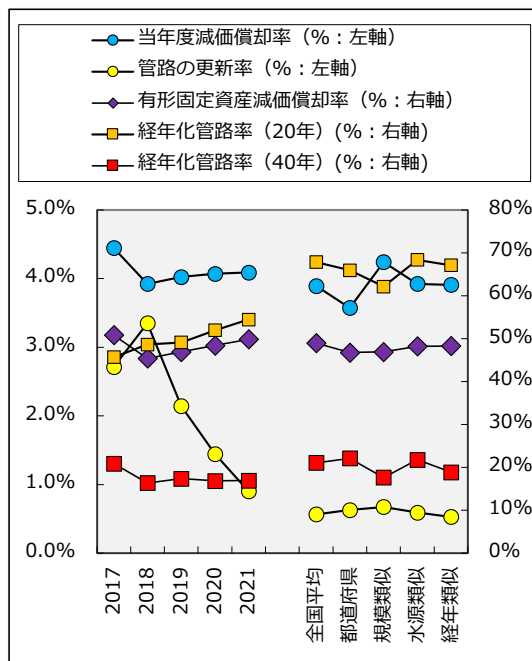 当年度減価償却率（%：左軸）
管路の更新率（%：左軸）
有形固定資産減価償却率（%：右軸）
経年化管路率（20年）(%：右軸)
経年化管路率（40年）(%：右軸)
5.0%
4.0%
3.0%
2.0%
1.0%
0.0%
80%
70%
60%
50%
40%
30%
20%
10%
0%
2017
2018
2019
2020
2021
全国平均
都道府県
規模類似
水源類似
経年類似